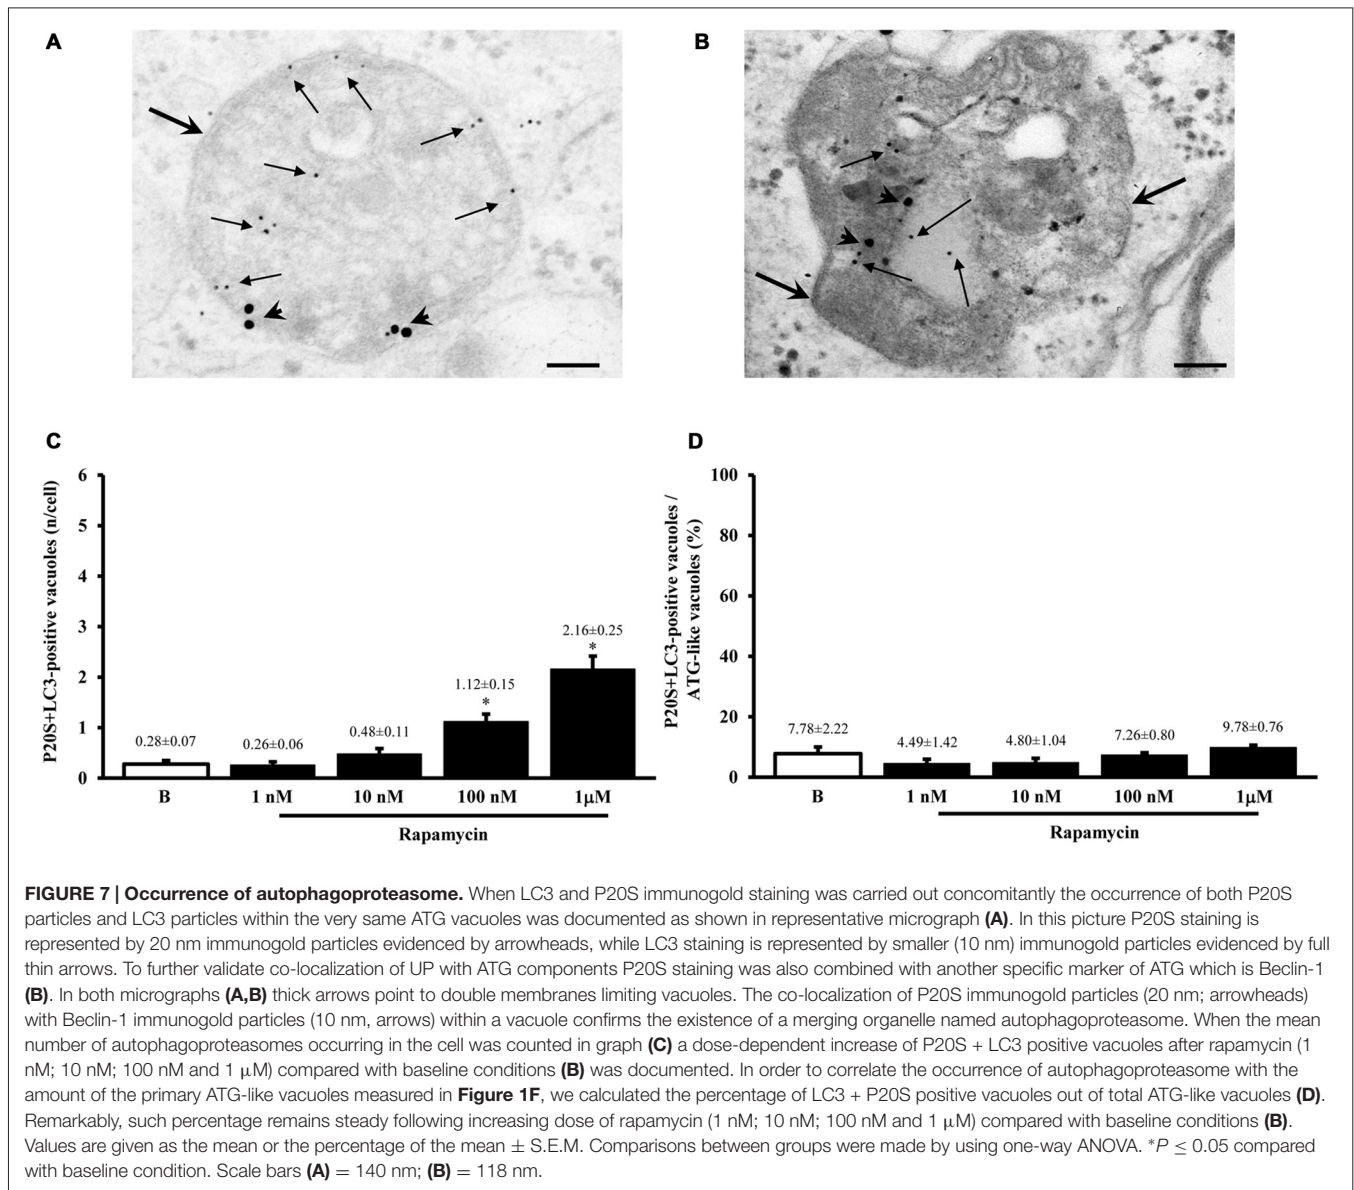 A
B
C
P20S+LC3-positive vacuoles (n/cell)
6
5
4
3
2
1
0
0.28±0.07
0.26±0.06
0.48±0.11
1.12±0.15
*
2.16±0.25
*
B
1 nM
10 nM
100 nM
1μM
Rapamycin
D
P20S+LC3-positive vacuoles /
ATG-like vacuoles (%)
100
80
60
40
20
0
7.78±2.22
4.49±1.42
4.80±1.04
7.26±0.80
9.78±0.76
B
1 nM
10 nM
100 nM
1μM
Rapamycin
FIGURE 7 | Occurrence of autophagoproteasome. When LC3 and P20S immunogold staining was carried out concomitantly the occurrence of both P20S
particles and LC3 particles within the very same ATG vacuoles was documented as shown in representative micrograph (A). In this picture P20S staining is
represented by 20 nm immunogold particles evidenced by arrowheads, while LC3 staining is represented by smaller (10 nm) immunogold particles evidenced by full
thin arrows. To further validate co-localization of UP with ATG components P20S staining was also combined with another specific marker of ATG which is Beclin-1
(B). In both micrographs (A,B) thick arrows point to double membranes limiting vacuoles. The co-localization of P20S immunogold particles (20 nm; arrowheads)
with Beclin-1 immunogold particles (10 nm, arrows) within a vacuole confirms the existence of a merging organelle named autophagoproteasome. When the mean
number of autophagoproteasomes occurring in the cell was counted in graph (C) a dose-dependent increase of P20S + LC3 positive vacuoles after rapamycin (1
nM; 10 nM; 100 nM and 1 μM) compared with baseline conditions (B) was documented. In order to correlate the occurrence of autophagoproteasome with the
amount of the primary ATG-like vacuoles measured in Figure 1F, we calculated the percentage of LC3 + P20S positive vacuoles out of total ATG-like vacuoles (D).
Remarkably, such percentage remains steady following increasing dose of rapamycin (1 nM; 10 nM; 100 nM and 1 μM) compared with baseline conditions (B).
Values are given as the mean or the percentage of the mean ± S.E.M. Comparisons between groups were made by using one-way ANOVA. *P ≤ 0.05 compared
with baseline condition. Scale bars (A) = 140 nm; (B) = 118 nm.